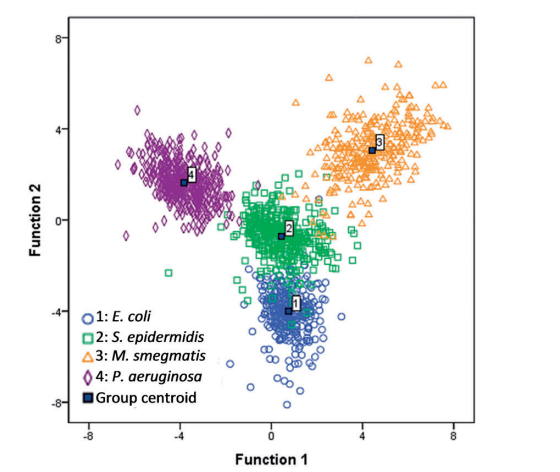 8
4
0
-4
-8
Function 2
4
3
2
1
1: E. coli
2: S. epidermidis
3: M. smegmatis
4: P. aeruginosa
Group centroid
-8
-4
0
4
8
Function 1